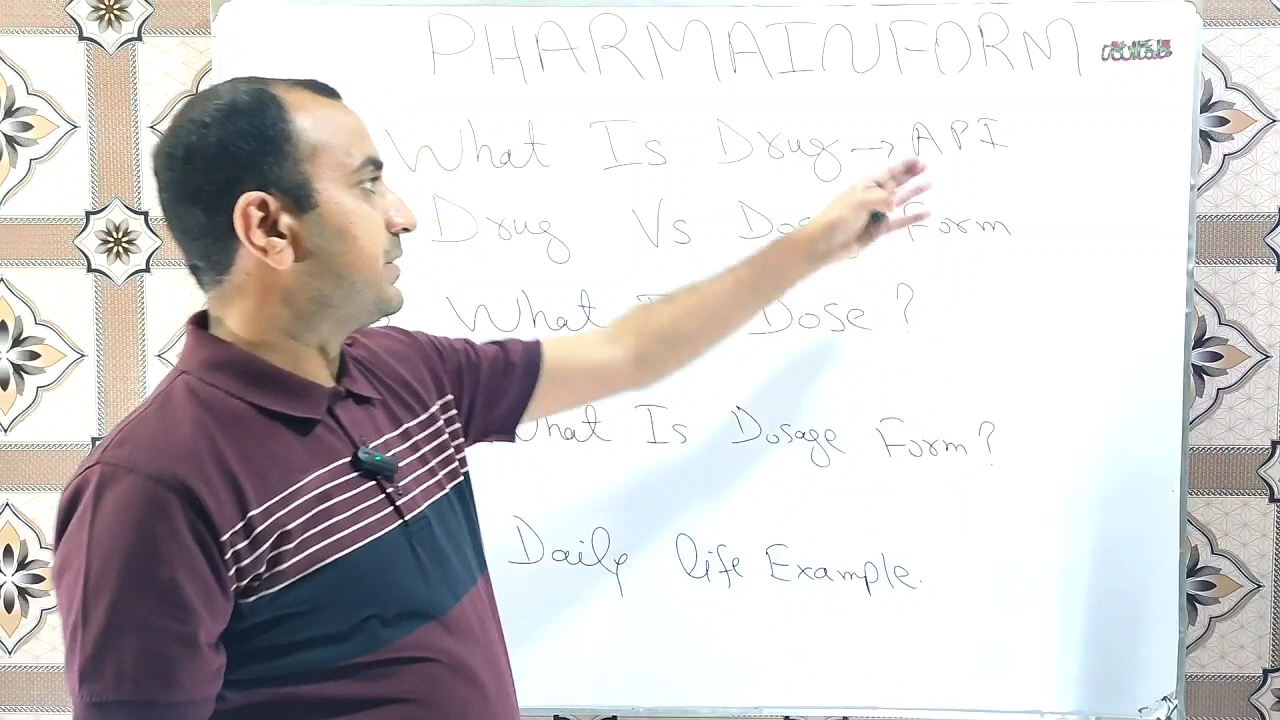 PHARMAINFORM
What Is Drug → API
Drug Vs Form
What Dose?
What Is Dosage Form?
Daily life Example.